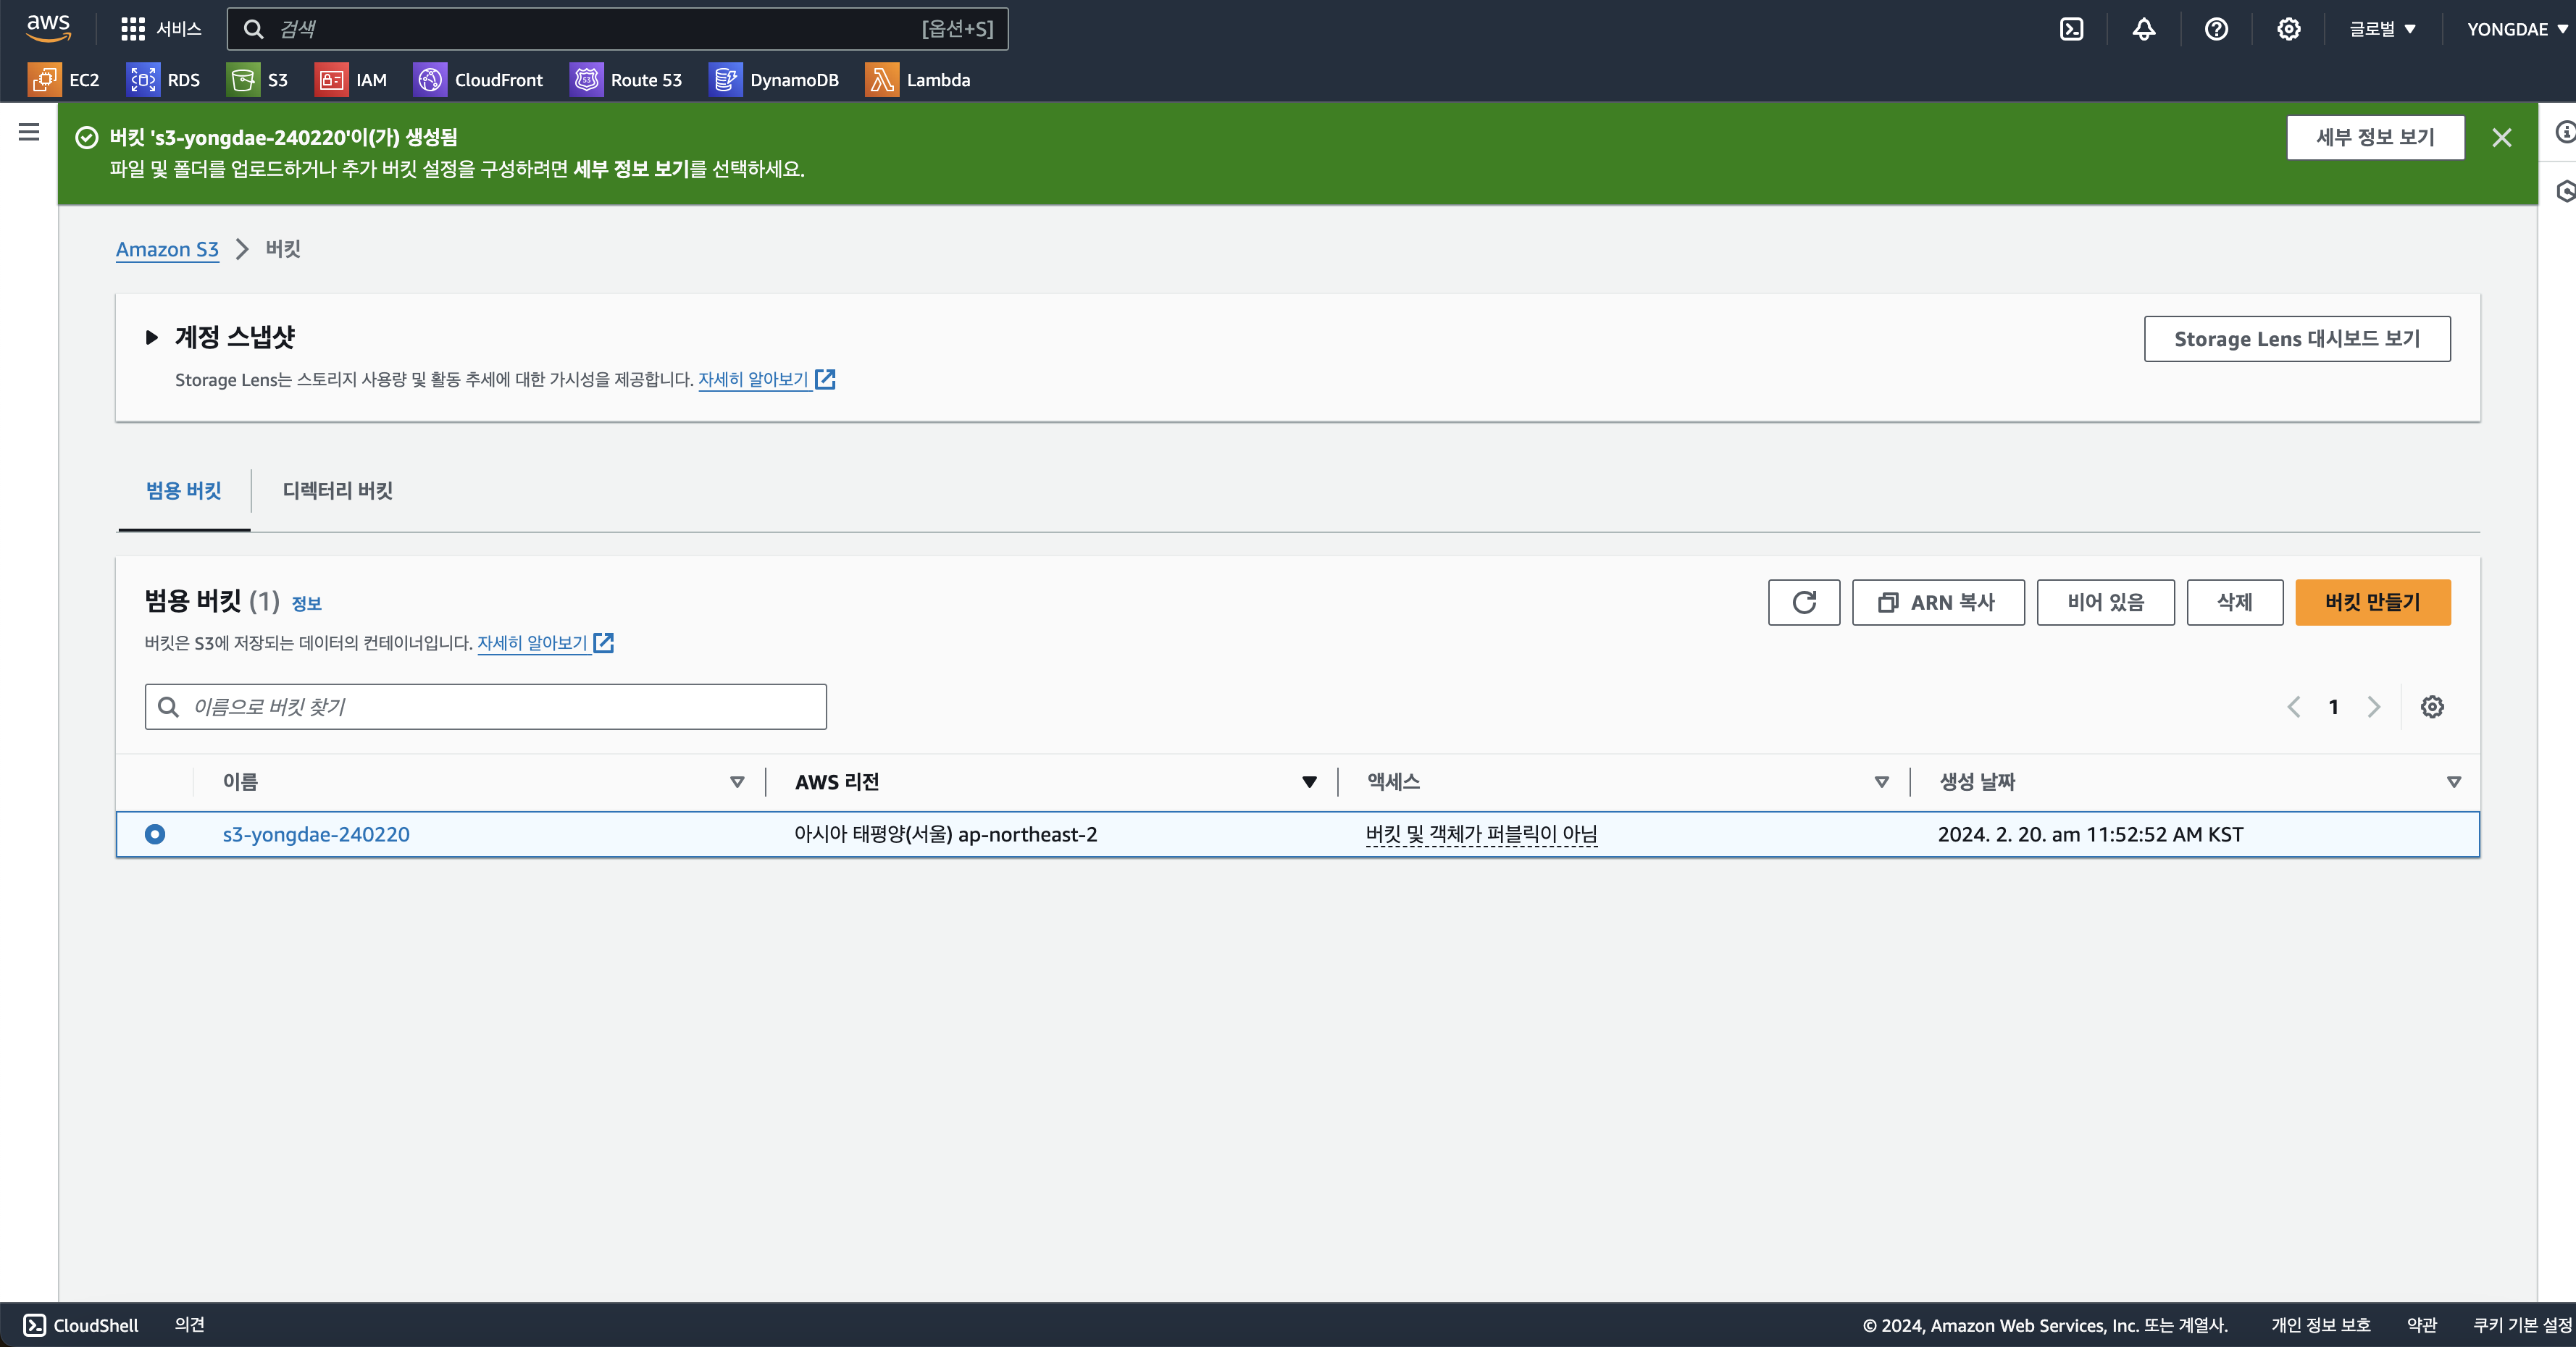 aws 서비스 검색 [옵션+S] 글로벌 YONGDAE
EC2 RDS S3 IAM CloudFront Route 53 DynamoDB Lambda
버킷 's3-yongdae-240220'이(가) 생성됨
파일 및 폴더를 업로드하거나 추가 버킷 설정을 구성하려면 세부 정보 보기를 선택하세요.
세부 정보 보기
Amazon S3 버킷
계정 스냅샷
Storage Lens 대시보드 보기
Storage Lens는 스토리지 사용량 및 활동 추세에 대한 가시성을 제공합니다. 자세히 알아보기
범용 버킷 디렉터리 버킷
범용 버킷 (1) 정보
ARN 복사 비어 있음 삭제 버킷 만들기
버킷은 S3에 저장되는 데이터의 컨테이너입니다. 자세히 알아보기
이름으로 버킷 찾기
1
이름 AWS 리전 액세스 생성 날짜
s3-yongdae-240220 아시아 태평양(서울) ap-northeast-2 버킷 및 객체가 퍼블릭이 아님 2024. 2. 20. am 11:52:52 AM KST
CloudShell 의견 © 2024, Amazon Web Services, Inc. 또는 계열사. 개인 정보 보호 약관 쿠키 기본 설정